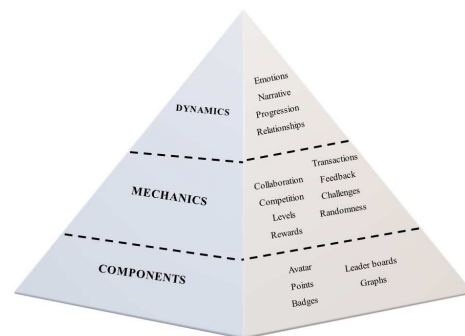 DYNAMICS
Emotions
Narrative
Progression
Relationships
MECHANICS
Collaboration
Competition
Levels
Rewards
Transactions
Feedback
Challenges
Randomness
COMPONENTS
Avatar
Points
Badges
Leader boards
Graphs